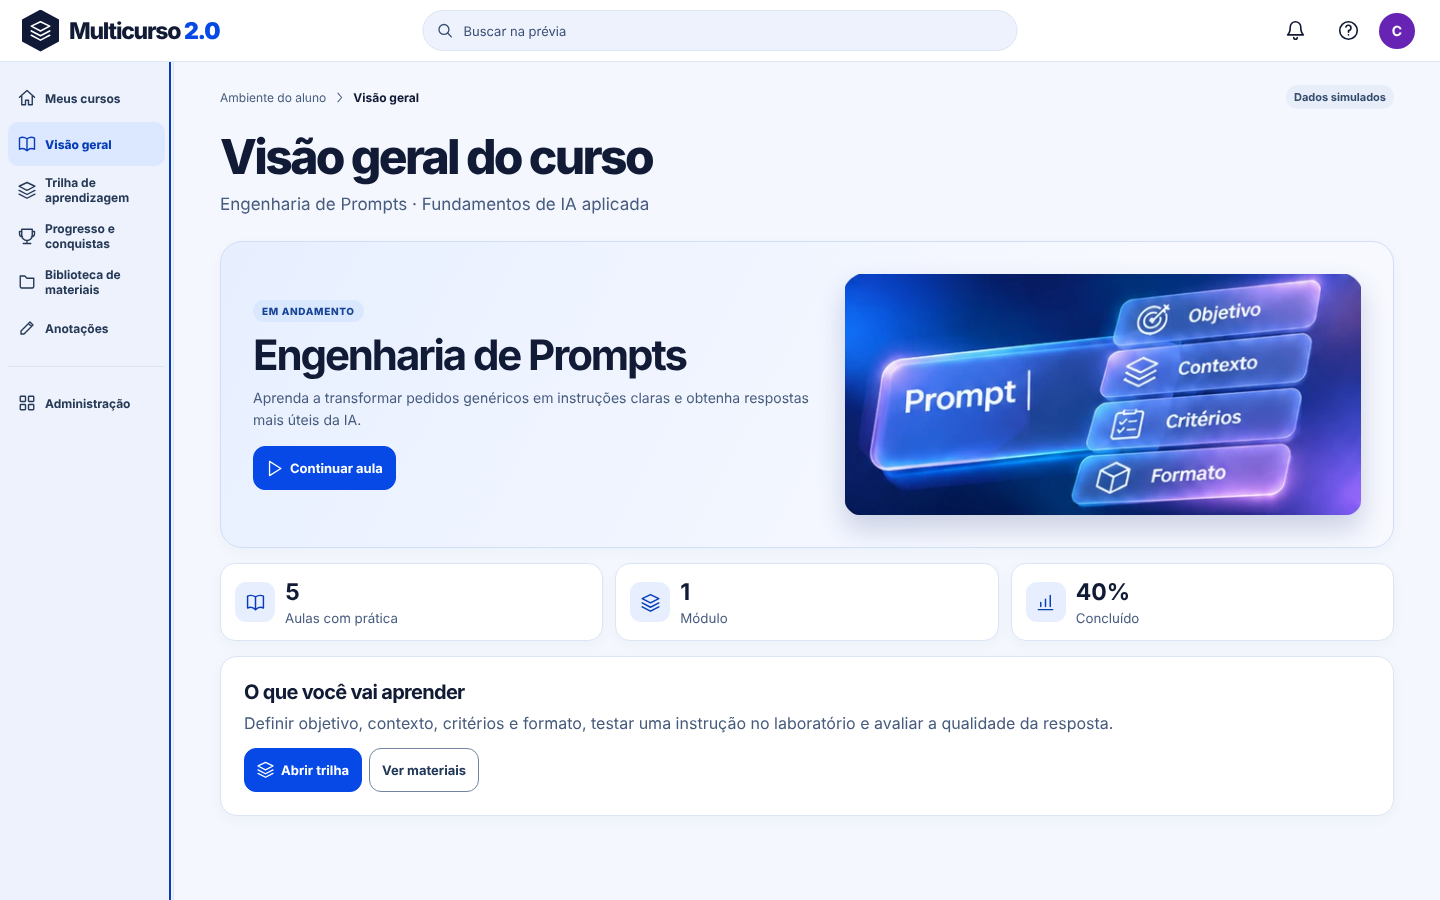 Multicurso 2.0
Buscar na prévia
C
Meus cursos
Visão geral
Trilha de
aprendizagem
Progresso e
conquistas
Biblioteca de
materiais
Anotações
Administração
Ambiente do aluno
Visão geral
Dados simulados
Visão geral do curso
Engenharia de Prompts · Fundamentos de IA aplicada
EM ANDAMENTO
Engenharia de Prompts
Aprenda a transformar pedidos genéricos em instruções claras e obtenha respostas
mais úteis da IA.
Continuar aula
Prompt
Objetivo
Contexto
Critérios
Formato
5
Aulas com prática
1
Módulo
40%
Concluído
O que você vai aprender
Definir objetivo, contexto, critérios e formato, testar uma instrução no laboratório e avaliar a qualidade da resposta.
Abrir trilha
Ver materiais